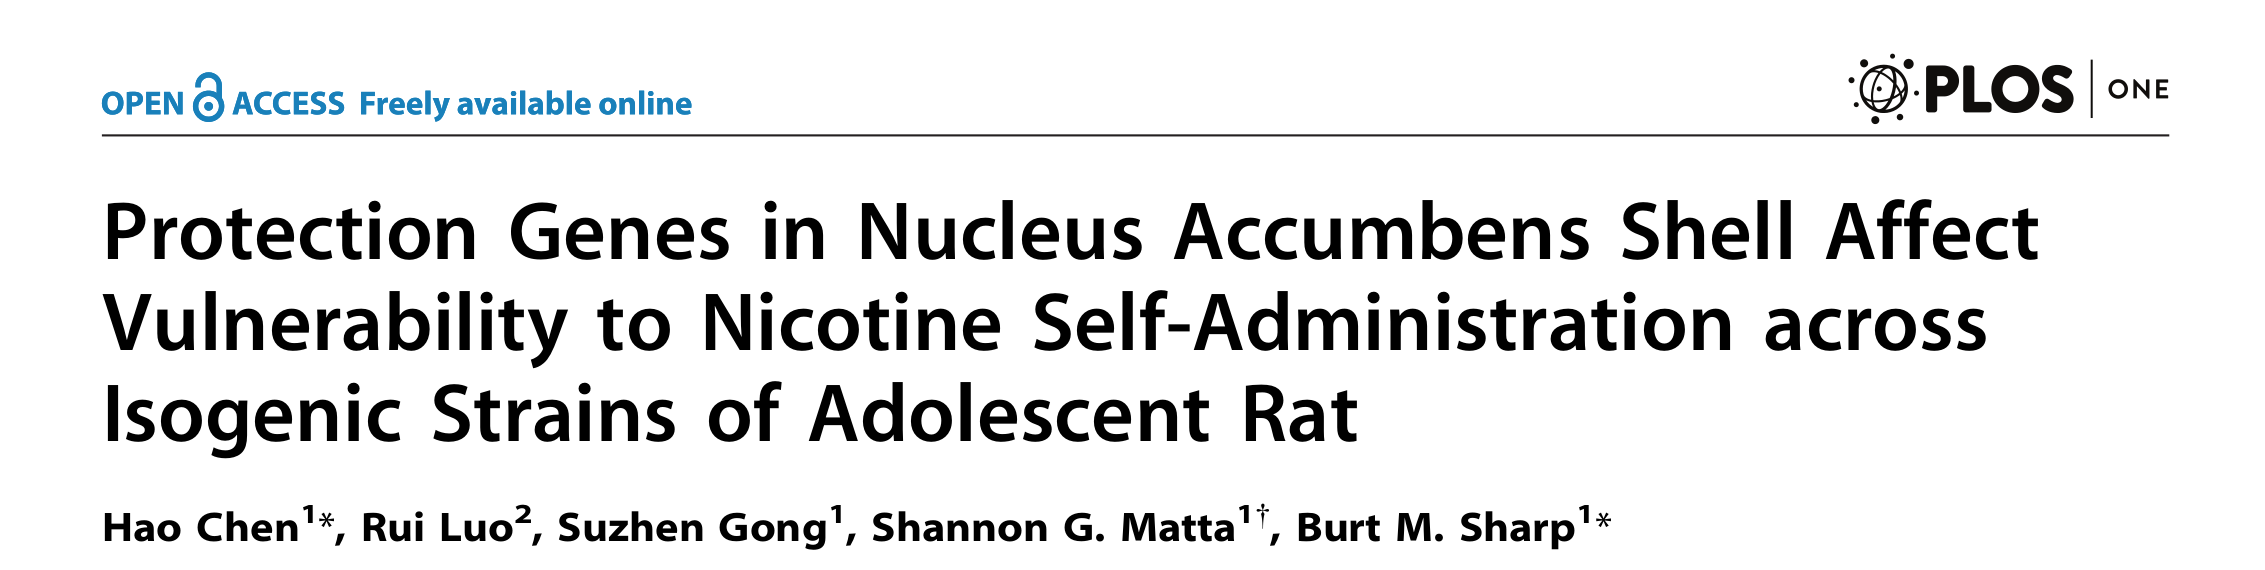 OPEN ACCESS Freely available online
PLOS | ONE
Protection Genes in Nucleus Accumbens Shell Affect
Vulnerability to Nicotine Self-Administration across
Isogenic Strains of Adolescent Rat
Hao Chen1*, Rui Luo2, Suzhen Gong1, Shannon G. Matta1†, Burt M. Sharp1*